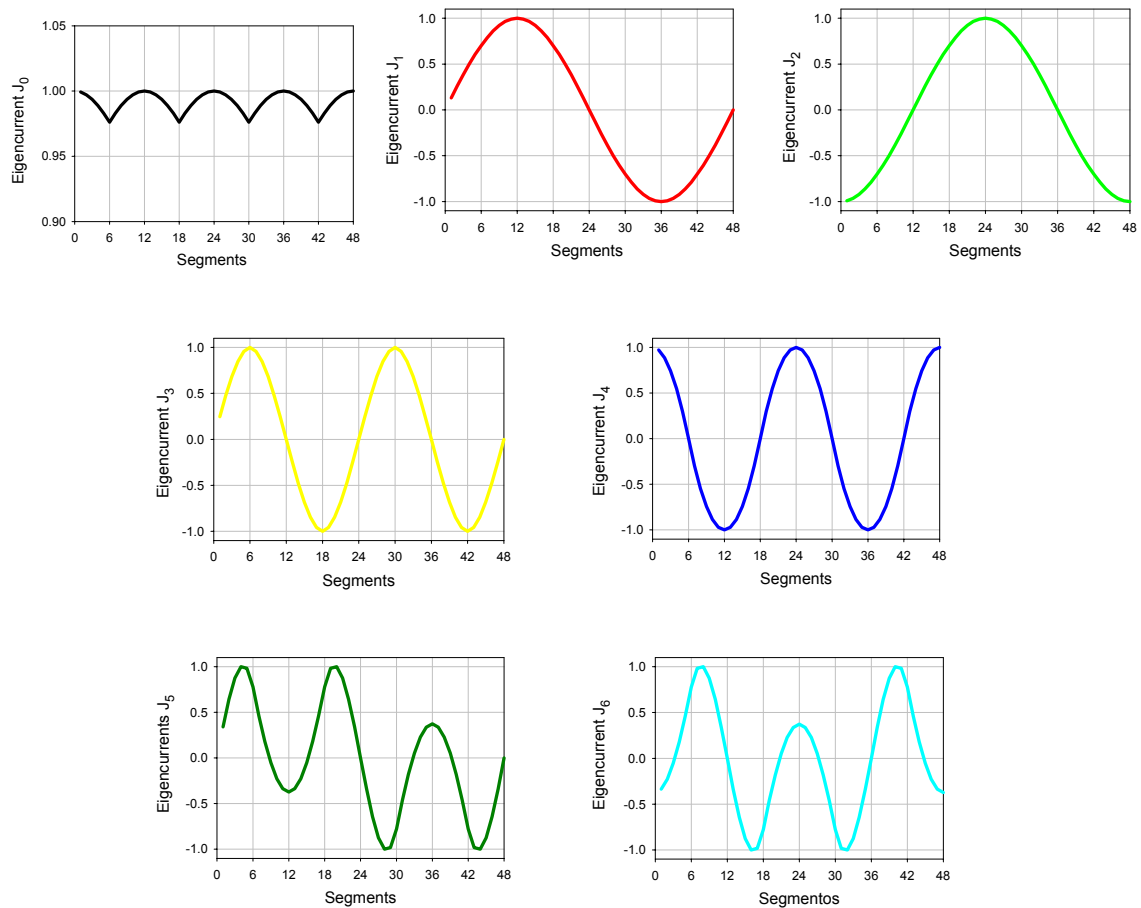 Eigencurrent J0
1.05
1.00
0.95
0.90
0 6 12 18 24 30 36 42 48
Segments
Eigencurrent J1
1.0
0.5
0.0
-0.5
-1.0
0 6 12 18 24 30 36 42 48
Segments
Eigencurrent J2
1.0
0.5
0.0
-0.5
-1.0
0 6 12 18 24 30 36 42 48
Segments
Eigencurrent J3
1.0
0.5
0.0
-0.5
-1.0
0 6 12 18 24 30 36 42 48
Segments
Eigencurrent J4
1.0
0.5
0.0
-0.5
-1.0
0 6 12 18 24 30 36 42 48
Segments
Eigencurrents J5
1.0
0.5
0.0
-0.5
-1.0
0 6 12 18 24 30 36 42 48
Segments
Eigencurrent J6
1.0
0.5
0.0
-0.5
-1.0
0 6 12 18 24 30 36 42 48
Segmentos